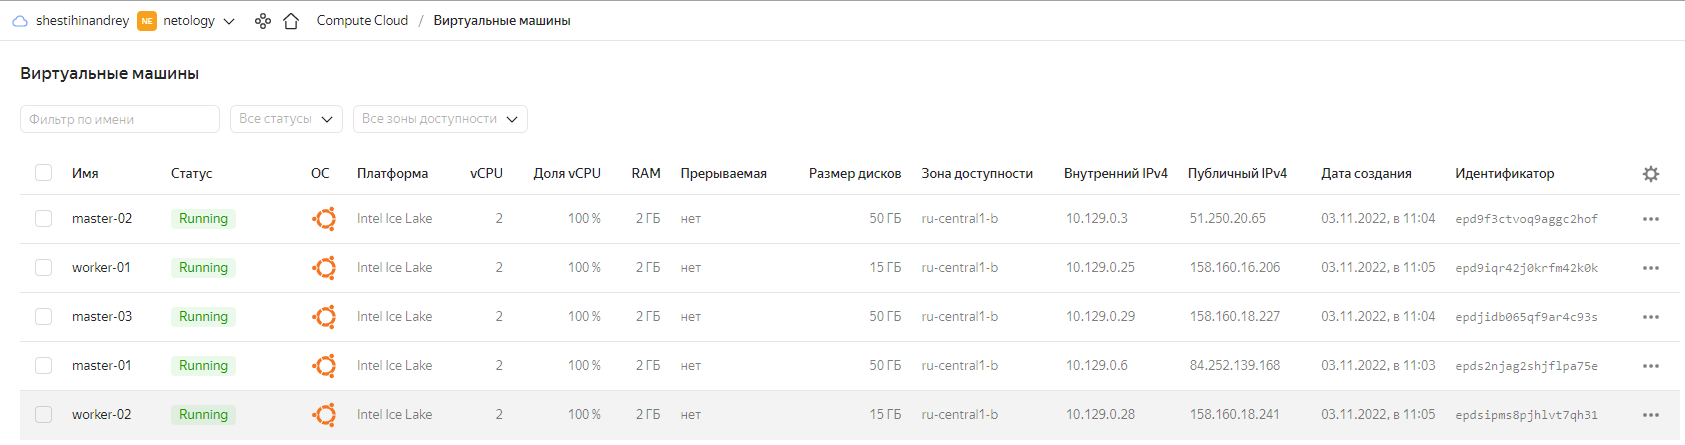 shestihinandrey NE netology Compute Cloud / Виртуальные машины
Виртуальные машины
Фильтр по имени Все статусы Все зоны доступности
Имя Статус ОС Платформа vCPU Доля vCPU RAM Прерываемая Размер дисков Зона доступности Внутренний IPv4 Публичный IPv4 Дата создания Идентификатор
master-02 Running Intel Ice Lake 2 100 % 2 ГБ нет 50 ГБ ru-central1-b 10.129.0.3 51.250.20.65 03.11.2022, в 11:04 epd9f3ctvoq9aggc2hof
worker-01 Running Intel Ice Lake 2 100 % 2 ГБ нет 15 ГБ ru-central1-b 10.129.0.25 158.160.16.206 03.11.2022, в 11:05 epd9iqr42j0krfm42k0k
master-03 Running Intel Ice Lake 2 100 % 2 ГБ нет 50 ГБ ru-central1-b 10.129.0.29 158.160.18.227 03.11.2022, в 11:04 epdjidb065qf9ar4c93s
master-01 Running Intel Ice Lake 2 100 % 2 ГБ нет 50 ГБ ru-central1-b 10.129.0.6 84.252.139.168 03.11.2022, в 11:03 epds2njag2shjflpa75e
worker-02 Running Intel Ice Lake 2 100 % 2 ГБ нет 15 ГБ ru-central1-b 10.129.0.28 158.160.18.241 03.11.2022, в 11:05 epdsipms8pjhlvt7qh31